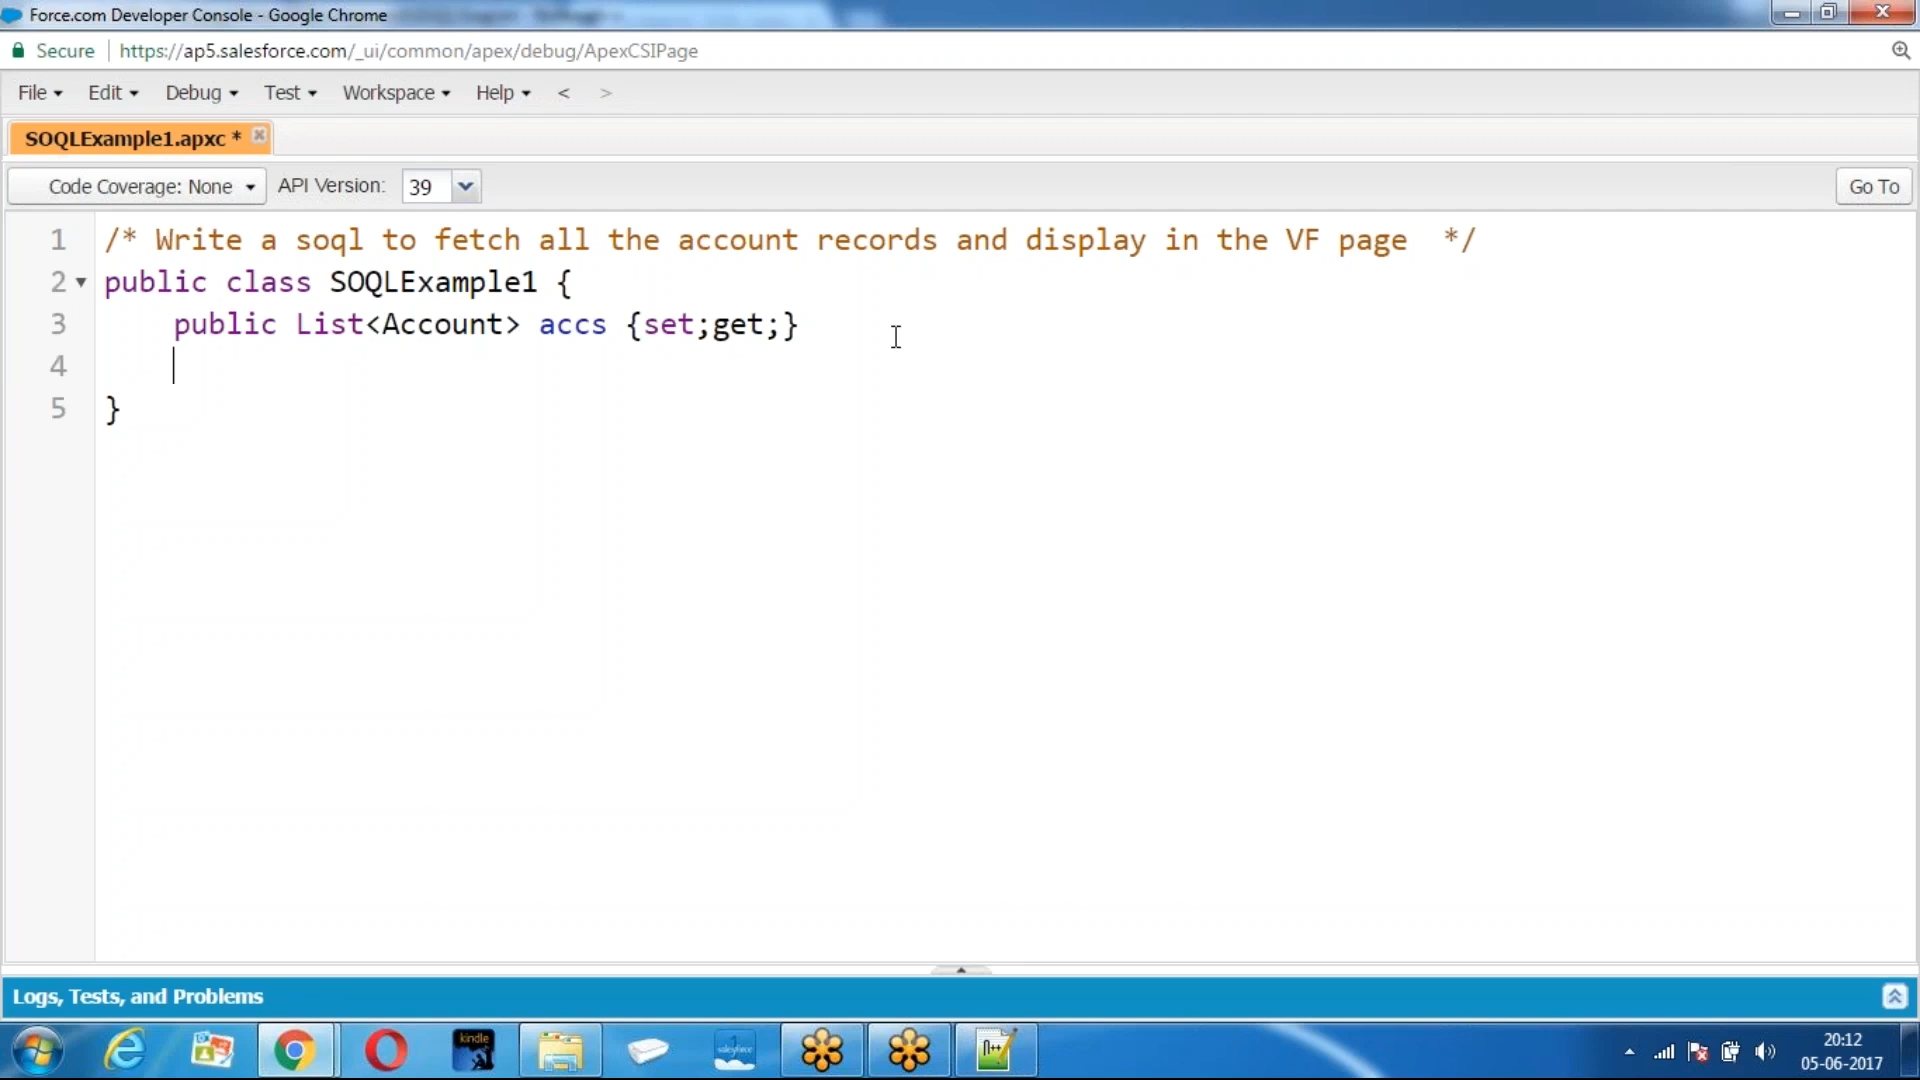 Force.com Developer Console - Google Chrome
Secure https://ap5.salesforce.com/_ui/common/apex/debug/ApexCSIPage
File Edit Debug Test Workspace Help < >
SOQLExample1.apxc *
Code Coverage: None API Version: 39 Go To
1 /* Write a soql to fetch all the account records and display in the VF page */
2 public class SOQLExample1 {
3 public List<Account> accs {set;get;}
4
5 }
Logs, Tests, and Problems
kindle
salesforce
N++
20:12
05-06-2017